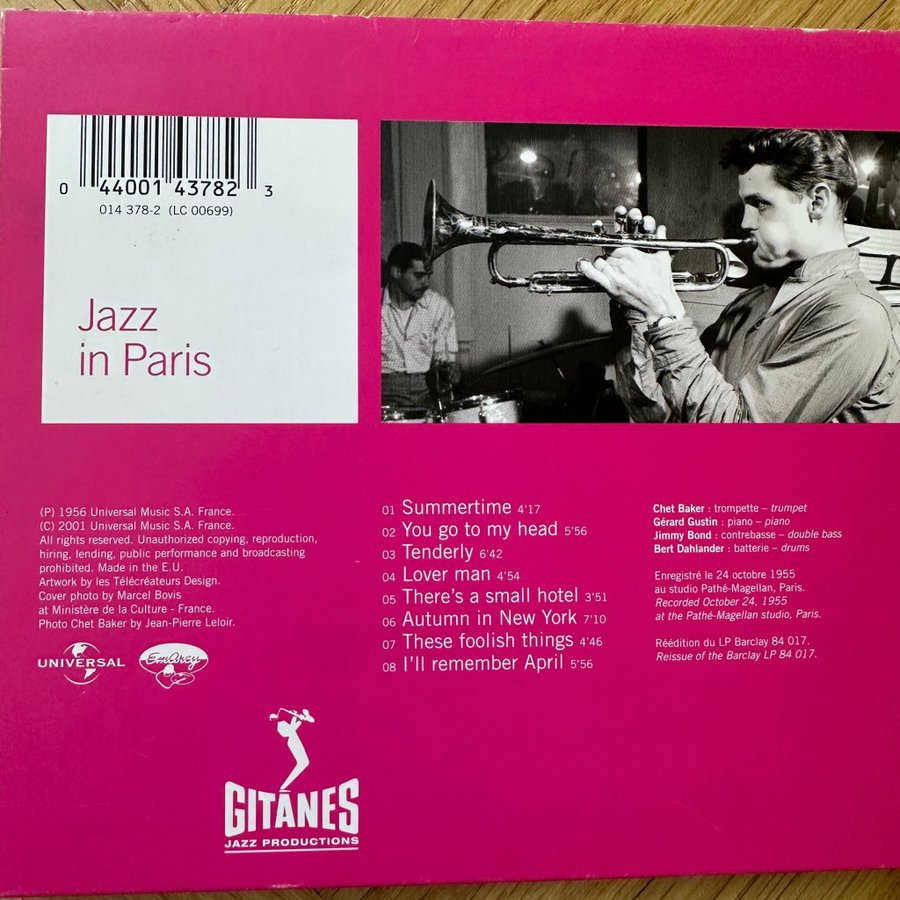 0 44001 43782 3
014 378-2 (LC 00699)
Jazz
in Paris
(P) 1956 Universal Music S.A. France.
(C) 2001 Universal Music S.A. France.
All rights reserved. Unauthorized copying, reproduction,
hiring, lending, public performance and broadcasting
prohibited. Made in the E.U.
Artwork by les Télécréateurs Design.
Cover photo by Marcel Bovis
at Ministère de la Culture - France.
Photo Chet Baker by Jean-Pierre Leloir.
UNIVERSAL
EmArcy
GITANES
JAZZ PRODUCTIONS
01 Summertime 4'17
02 You go to my head 5'56
03 Tenderly 6'42
04 Lover man 4'54
05 There's a small hotel 3'51
06 Autumn in New York 7'10
07 These foolish things 4'46
08 I'll remember April 5'56
Chet Baker : trompette – trumpet
Gérard Gustin : piano – piano
Jimmy Bond : contrebasse – double bass
Bert Dahlander : batterie – drums
Enregistré le 24 octobre 1955
au studio Pathé-Magellan, Paris.
Recorded October 24, 1955
at the Pathé-Magellan studio, Paris.
Réédition du LP Barclay 84 017.
Reissue of the Barclay LP 84 017.